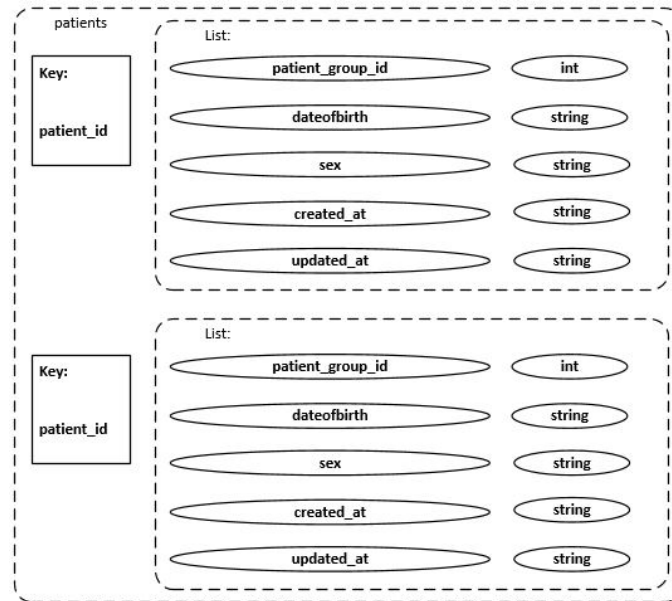 patients
List:
Key:
patient_id
patient_group_id int
dateofbirth string
sex string
created_at string
updated_at string
List:
Key:
patient_id
patient_group_id int
dateofbirth string
sex string
created_at string
updated_at string